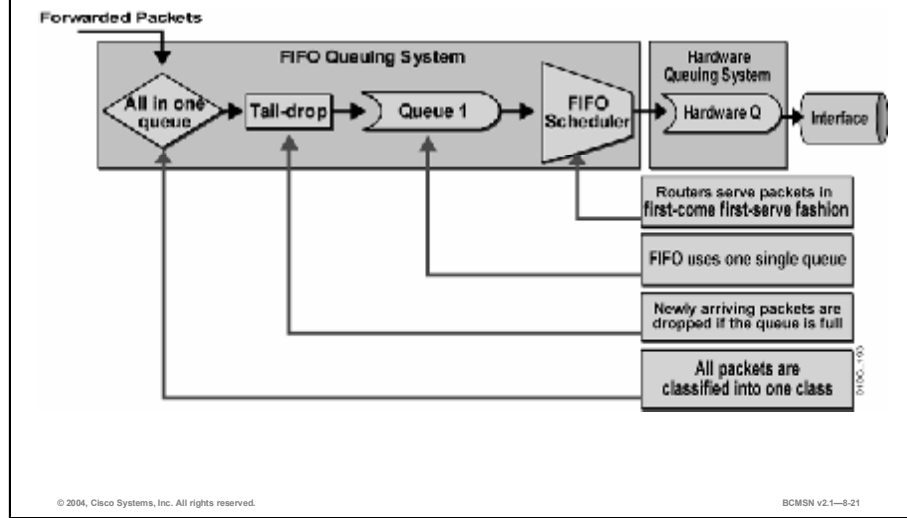 Forwarded Packets
FIFO Queuing System
Hardware
Queuing System
All in one
queue
Tail-drop
Queue 1
FIFO
Scheduler
Hardware Q
Interface
Routers serve packets in
first-come first-serve fashion
FIFO uses one single queue
Newly arriving packets are
dropped if the queue is full
All packets are
classified into one class
© 2004, Cisco Systems, Inc. All rights reserved.
BCMSN v2.1—8-21